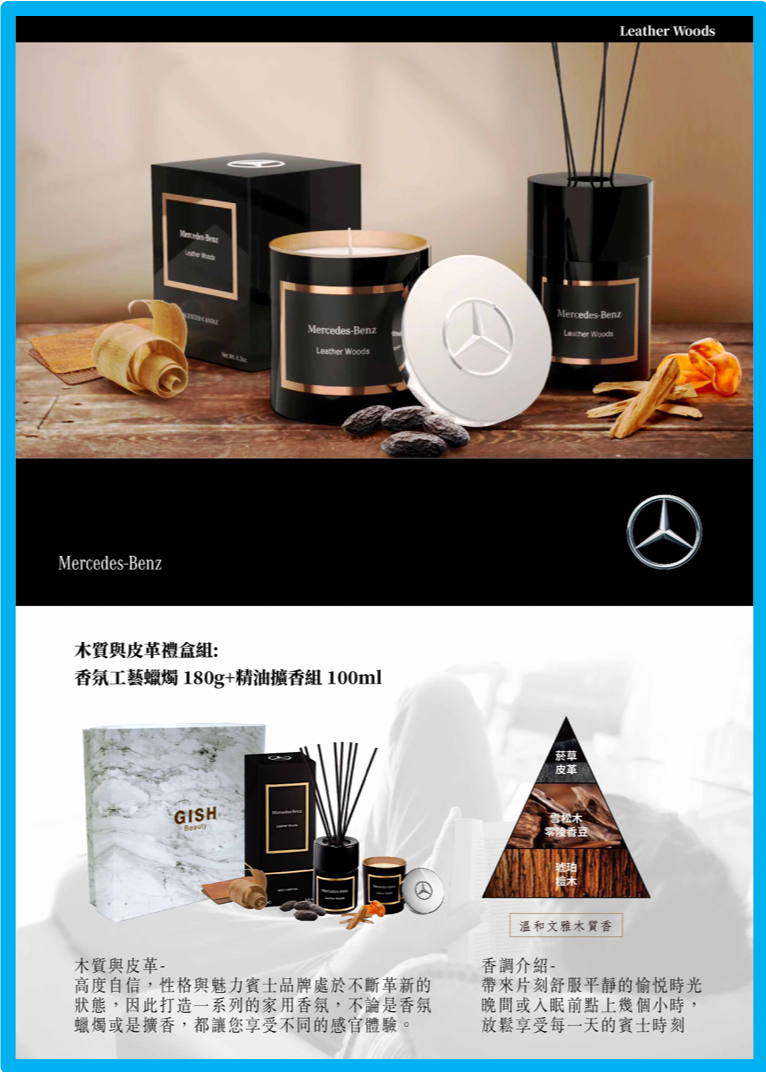 Leather Woods
Mercedes-Benz
Leather Woods
SCENTED CANDLE
Net Wt. 6.3oz.
Mercedes-Benz
Leather Woods
Mercedes-Benz
Leather Woods
Mercedes-Benz
木質與皮革禮盒組:
香氛工藝蠟燭 180g+精油擴香組 100ml
GISH
Beauty
Mercedes-Benz
Mercedes-Benz
菸草
皮革
雪松木
零陵香豆
琥珀
檀木
溫和文雅木質香
木質與皮革-
高度自信，性格與魅力賓士品牌處於不斷革新的
狀態，因此打造一系列的家用香氛，不論是香氛
蠟燭或是擴香，都讓您享受不同的感官體驗。
香調介紹-
帶來片刻舒服平靜的愉悅時光
晚間或入眠前點上幾個小時，
放鬆享受每一天的賓士時刻